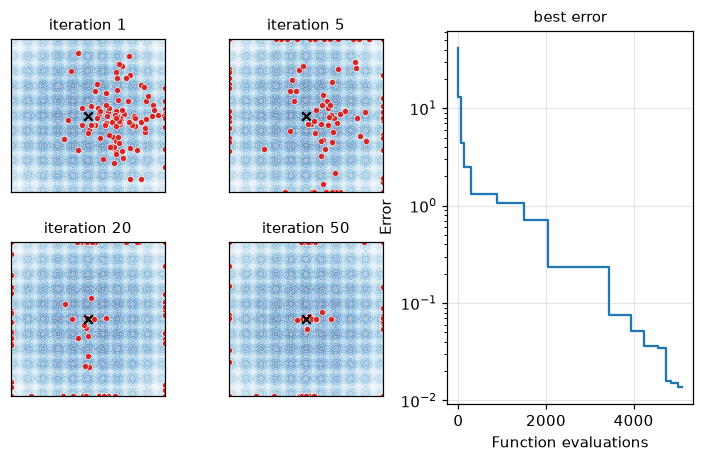 iteration 1
iteration 5
iteration 20
iteration 50
best error
Error
10¹
10⁰
10⁻¹
10⁻²
0 2000 4000
Function evaluations